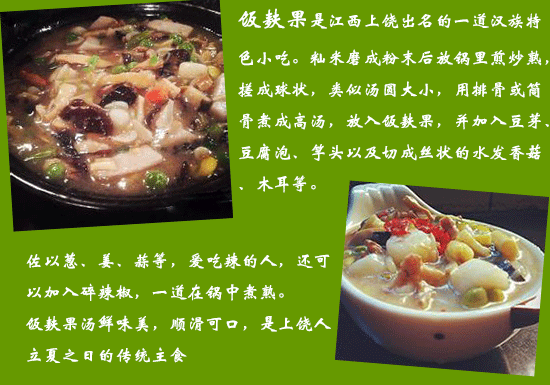 饭麸果是江西上饶出名的一道汉族特
色小吃。籼米磨成粉末后放锅里煎炒熟，
搓成球状，类似汤圆大小，用排骨或筒
骨煮成高汤，放入饭麸果，并加入豆芽、
豆腐泡、芋头以及切成丝状的水发香菇
、木耳等。
佐以葱、姜、蒜等，爱吃辣的人，还可
以加入碎辣椒，一道在锅中煮熟。
饭麸果汤鲜味美，顺滑可口，是上饶人
立夏之日的传统主食